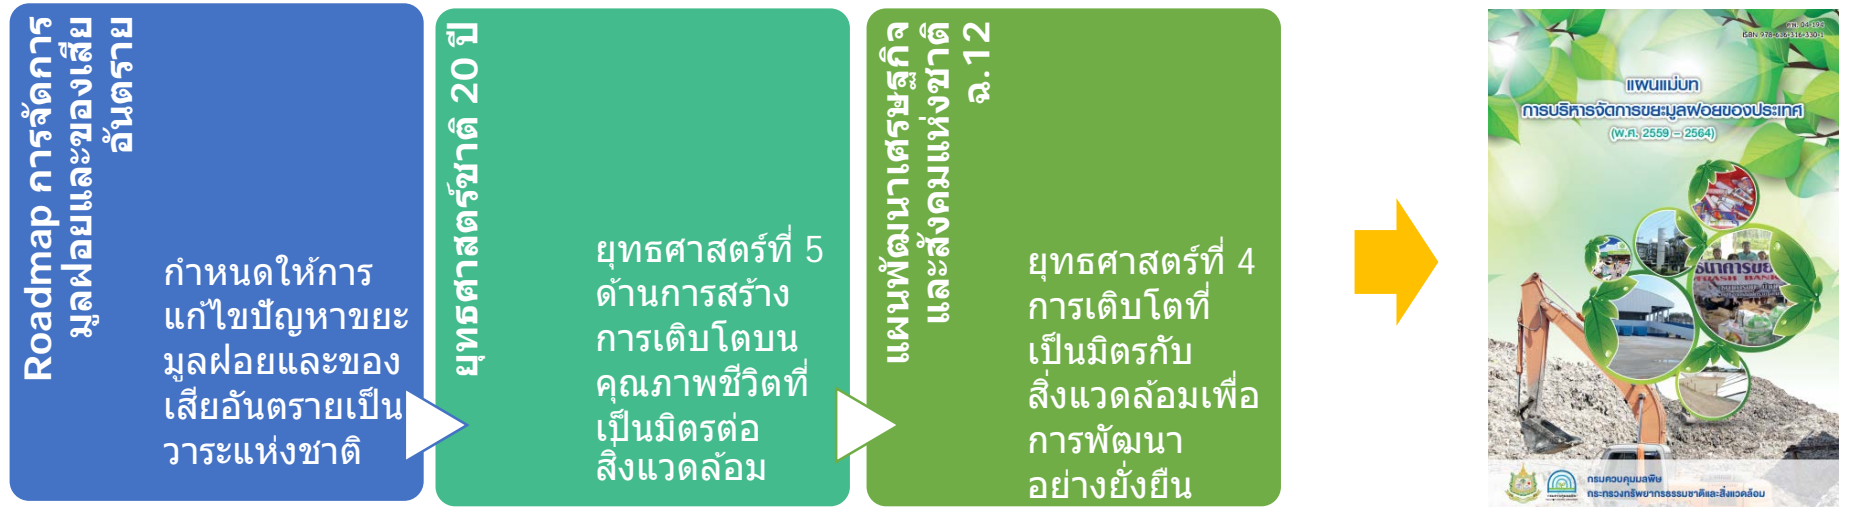 Roadmap การจัดการ
มูลฝอยและของเสีย
อันตราย
กำหนดให้การ
แก้ไขปัญหาขยะ
มูลฝอยและของ
เสียอันตรายเป็น
วาระแห่งชาติ
ยุทธศาสตร์ชาติ 20 ปี
ยุทธศาสตร์ที่ 5
ด้านการสร้าง
การเติบโตบน
คุณภาพชีวิตที่
เป็นมิตรต่อ
สิ่งแวดล้อม
แผนพัฒนาเศรษฐกิจ
และสังคมแห่งชาติ
ฉ.12
ยุทธศาสตร์ที่ 4
การเติบโตที่
เป็นมิตรกับ
สิ่งแวดล้อมเพื่อ
การพัฒนา
อย่างยั่งยืน
คพ. 04-194
ISBN 978-616-316-330-1
แผนแม่บท
การบริหารจัดการขยะมูลฝอยของประเทศ
(พ.ศ. 2559 - 2564)
กรมควบคุมมลพิษ
กระทรวงทรัพยากรธรรมชาติและสิ่งแวดล้อม